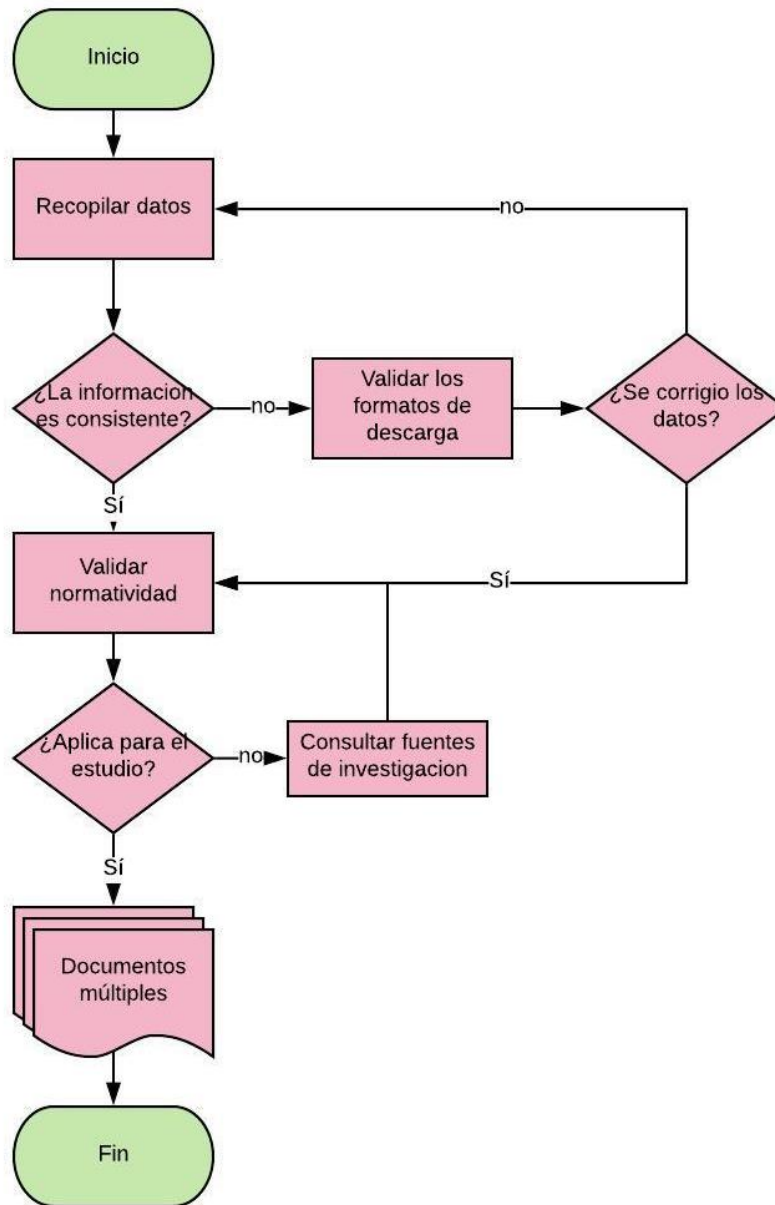 Inicio
Recopilar datos
no
¿La informacion
es consistente?
no
Validar los
formatos de
descarga
¿Se corrigio los
datos?
Sí
Validar
normatividad
Sí
¿Aplica para el
estudio?
no
Consultar fuentes
de investigacion
Sí
Documentos
múltiples
Fin